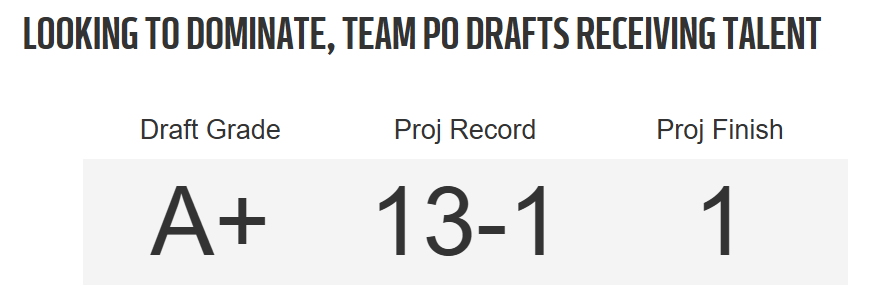 LOOKING TO DOMINATE, TEAM PO DRAFTS RECEIVING TALENT
Draft Grade Proj Record Proj Finish
A+ 13-1 1